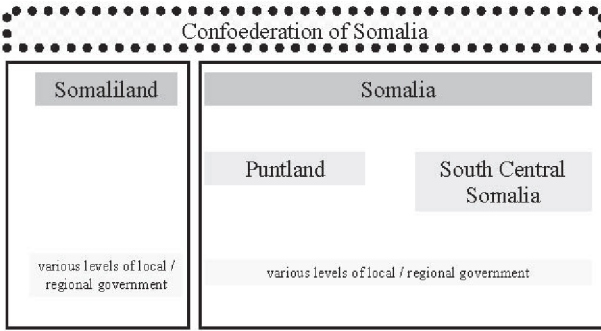 Confoederation of Somalia
Somaliland
Somalia
Puntland
South Central
Somalia
various levels of local /
regional government
various levels of local / regional government